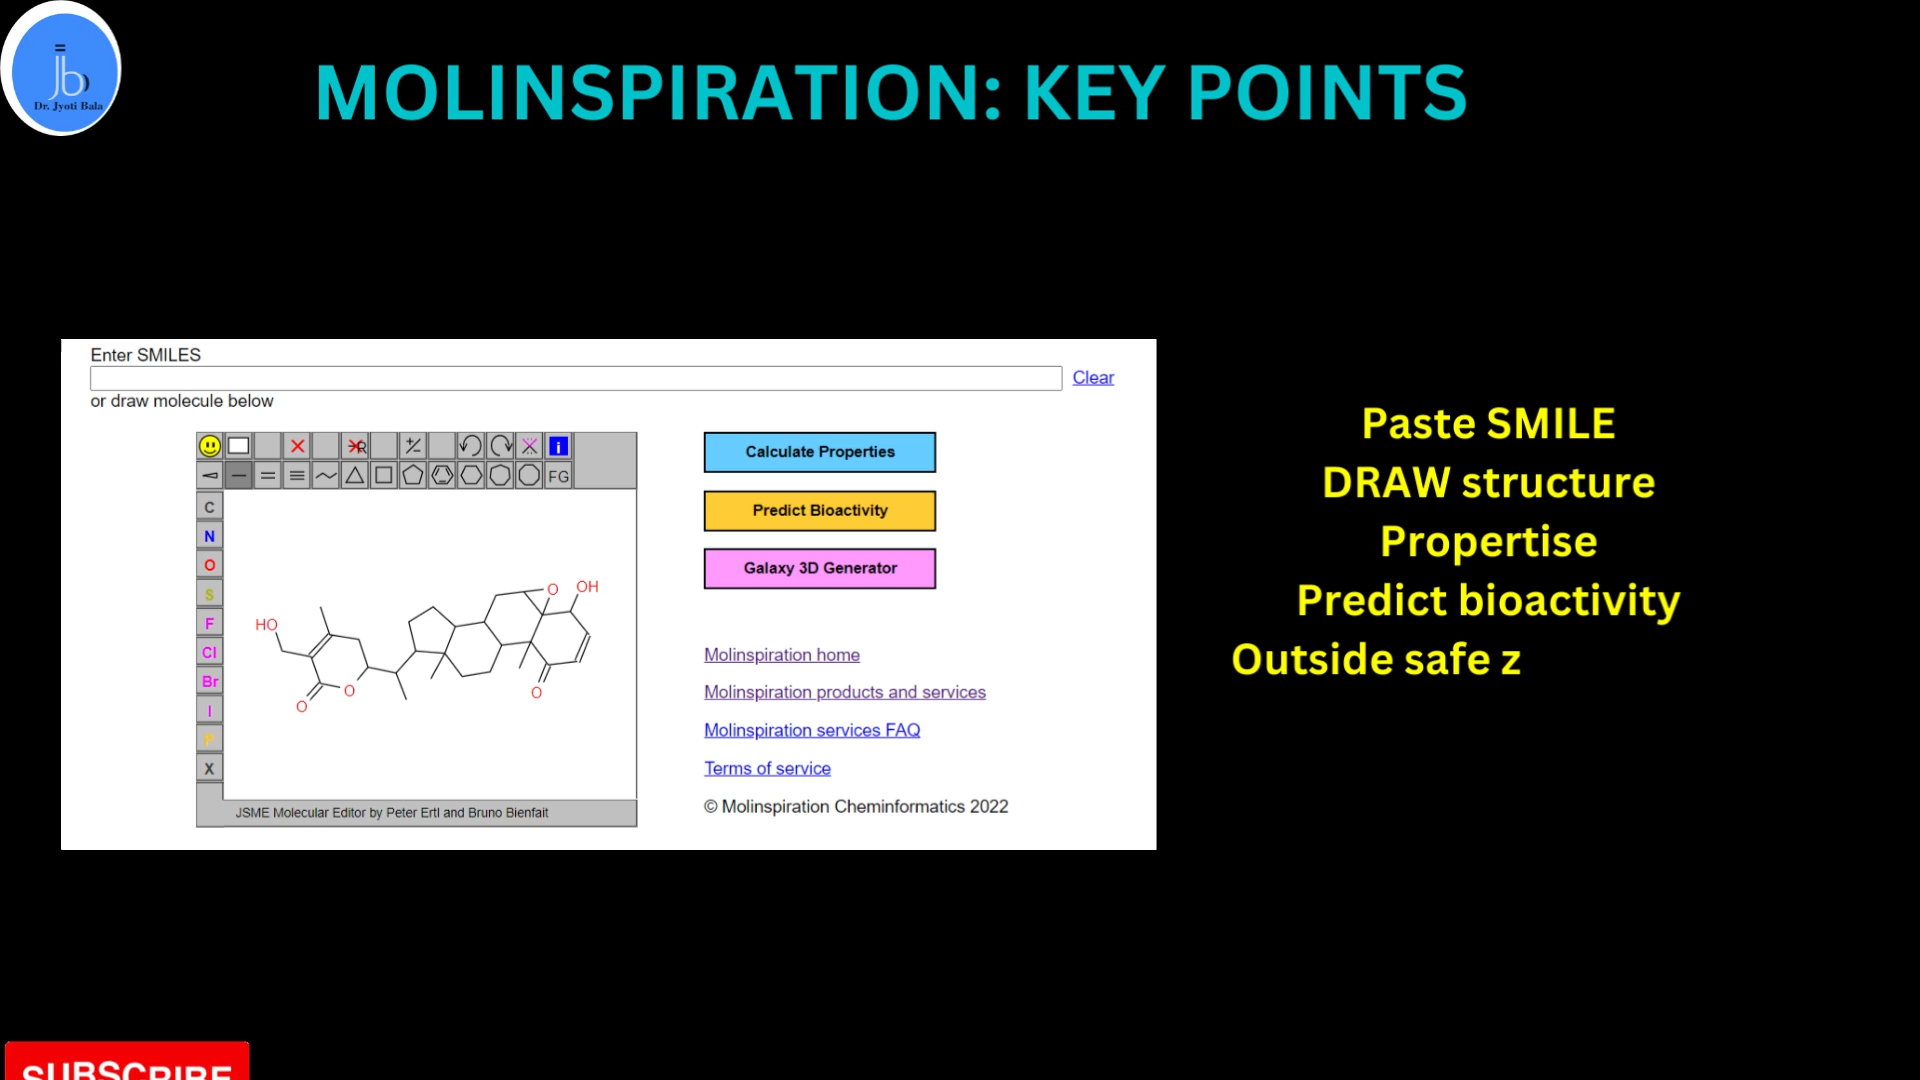 Dr. Jyoti Bala
MOLINSPIRATION: KEY POINTS
Enter SMILES
Clear
or draw molecule below
FG
C
N
O
S
F
Cl
Br
I
P
X
HO
O
O
O
O
OH
JSME Molecular Editor by Peter Ertl and Bruno Bienfait
Calculate Properties
Predict Bioactivity
Galaxy 3D Generator
Molinspiration home
Molinspiration products and services
Molinspiration services FAQ
Terms of service
© Molinspiration Cheminformatics 2022
Paste SMILE
DRAW structure
Propertise
Predict bioactivity
Outside safe z
SUBSCRIBE